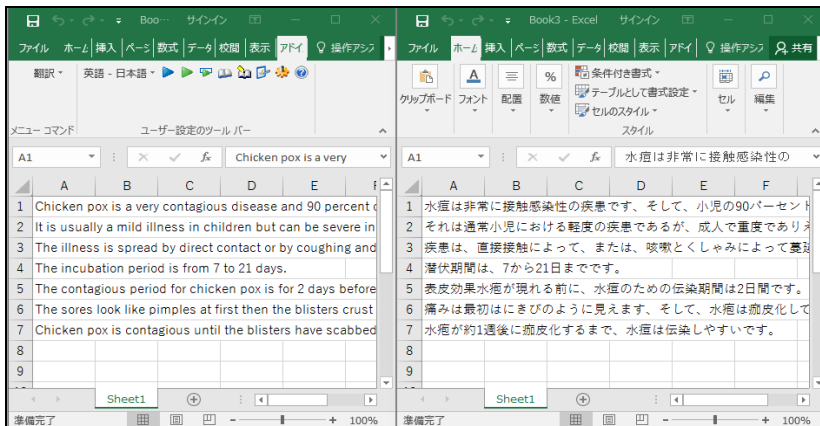 Boo… サインイン
ファイル ホーム 挿入 ページ 数式 データ 校閲 表示 アドイ 操作アシス
翻訳 英語 - 日本語
メニュー コマンド ユーザー設定のツール バー
A1 fx Chicken pox is a very
A B C D E
1 Chicken pox is a very contagious disease and 90 percent
2 It is usually a mild illness in children but can be severe in
3 The illness is spread by direct contact or by coughing and
4 The incubation period is from 7 to 21 days.
5 The contagious period for chicken pox is for 2 days before
6 The sores look like pimples at first then the blisters crust
7 Chicken pox is contagious until the blisters have scabbed
8
9
Sheet1
準備完了 100%
Book3 - Excel サインイン
ファイル ホーム 挿入 ページ 数式 データ 校閲 表示 アドイ 操作アシス 共有
クリップボード フォント 配置 数値 条件付き書式 テーブルとして書式設定 セルのスタイル セル 編集
スタイル
A1 fx 水痘は非常に接触感染性の
A B C D E F
1 水痘は非常に接触感染性の疾患です、そして、小児の90パーセント
2 それは通常小児における軽度の疾患であるが、成人で重度でありえ
3 疾患は、直接接触によって、または、咳嗽とくしゃみによって蔓延
4 潜伏期間は、7から21日までです。
5 表皮効果水疱が現れる前に、水痘のための伝染期間は2日間です。
6 痛みは最初はにきびのように見えます、そして、水疱は痂皮化して
7 水疱が約1週後に痂皮化するまで、水痘は伝染しやすいです。
8
9
Sheet1
準備完了 100%